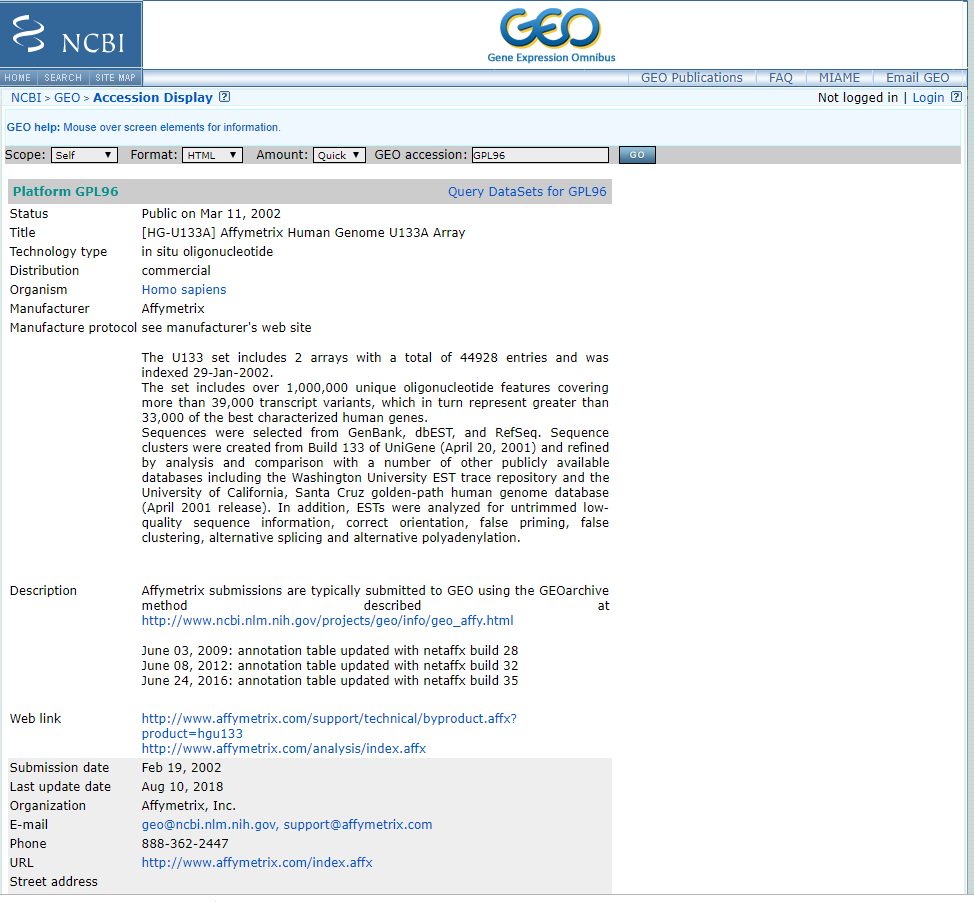 NCBI
GEO
Gene Expression Omnibus
HOME SEARCH SITE MAP
GEO Publications FAQ MIAME Email GEO
NCBI > GEO > Accession Display ?
Not logged in | Login ?
GEO help: Mouse over screen elements for information.
Scope: Self Format: HTML Amount: Quick GEO accession: GPL96 GO
Platform GPL96 Query DataSets for GPL96
Status Public on Mar 11, 2002
Title [HG-U133A] Affymetrix Human Genome U133A Array
Technology type in situ oligonucleotide
Distribution commercial
Organism Homo sapiens
Manufacturer Affymetrix
Manufacture protocol see manufacturer's web site
The U133 set includes 2 arrays with a total of 44928 entries and was
indexed 29-Jan-2002.
The set includes over 1,000,000 unique oligonucleotide features covering
more than 39,000 transcript variants, which in turn represent greater than
33,000 of the best characterized human genes.
Sequences were selected from GenBank, dbEST, and RefSeq. Sequence
clusters were created from Build 133 of UniGene (April 20, 2001) and refined
by analysis and comparison with a number of other publicly available
databases including the Washington University EST trace repository and the
University of California, Santa Cruz golden-path human genome database
(April 2001 release). In addition, ESTs were analyzed for untrimmed low-
quality sequence information, correct orientation, false priming, false
clustering, alternative splicing and alternative polyadenylation.
Description Affymetrix submissions are typically submitted to GEO using the GEOarchive
method described at
http://www.ncbi.nlm.nih.gov/projects/geo/info/geo_affy.html
June 03, 2009: annotation table updated with netaffx build 28
June 08, 2012: annotation table updated with netaffx build 32
June 24, 2016: annotation table updated with netaffx build 35
Web link http://www.affymetrix.com/support/technical/byproduct.affx?
product=hgu133
http://www.affymetrix.com/analysis/index.affx
Submission date Feb 19, 2002
Last update date Aug 10, 2018
Organization Affymetrix, Inc.
E-mail geo@ncbi.nlm.nih.gov, support@affymetrix.com
Phone 888-362-2447
URL http://www.affymetrix.com/index.affx
Street address